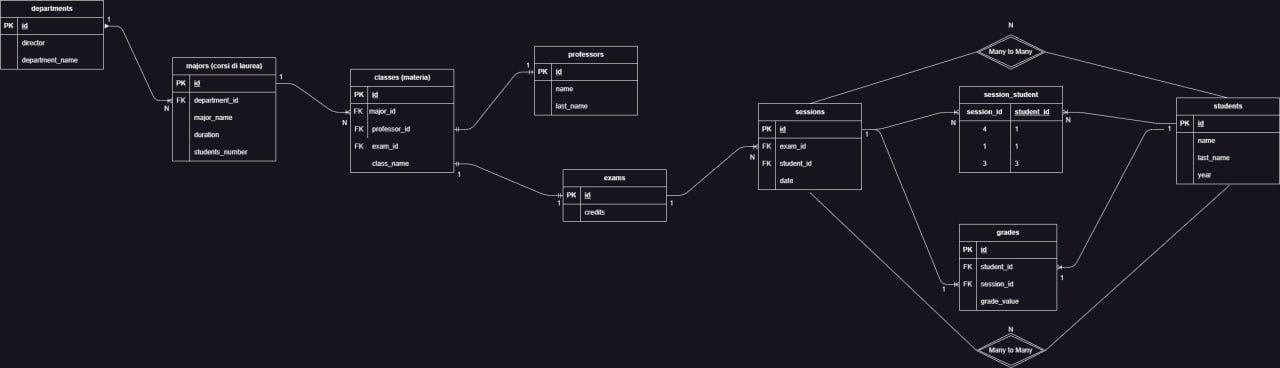 departments
PK id
director
department_name
1
N
majors (corsi di laurea)
PK id
FK department_id
major_name
duration
students_number
1
N
classes (materia)
PK id
FK major_id
FK professor_id
FK exam_id
class_name
1
1
professors
PK id
name
last_name
exams
PK id
credits
1
1
N
sessions
PK id
FK exam_id
FK student_id
date
1
N
Many to Many
session_student
session_id student_id
4 1
1 1
3 3
N
N
students
PK id
name
last_name
year
1
grades
PK id
FK student_id
FK session_id
grade_value
1
1
N
Many to Many